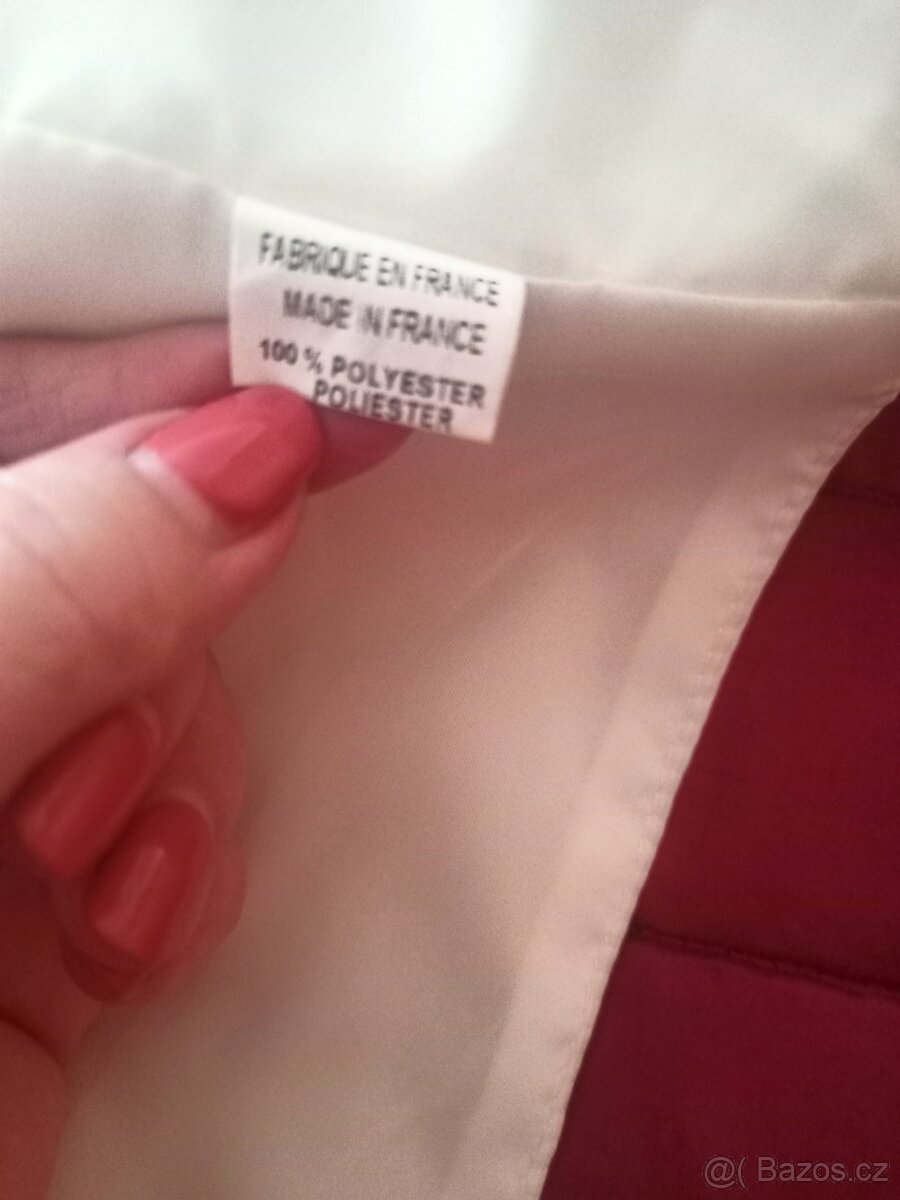 FABRIQUE EN FRANCE
MADE IN FRANCE
100 % POLYESTER
POLIESTER
@( Bazos.cz